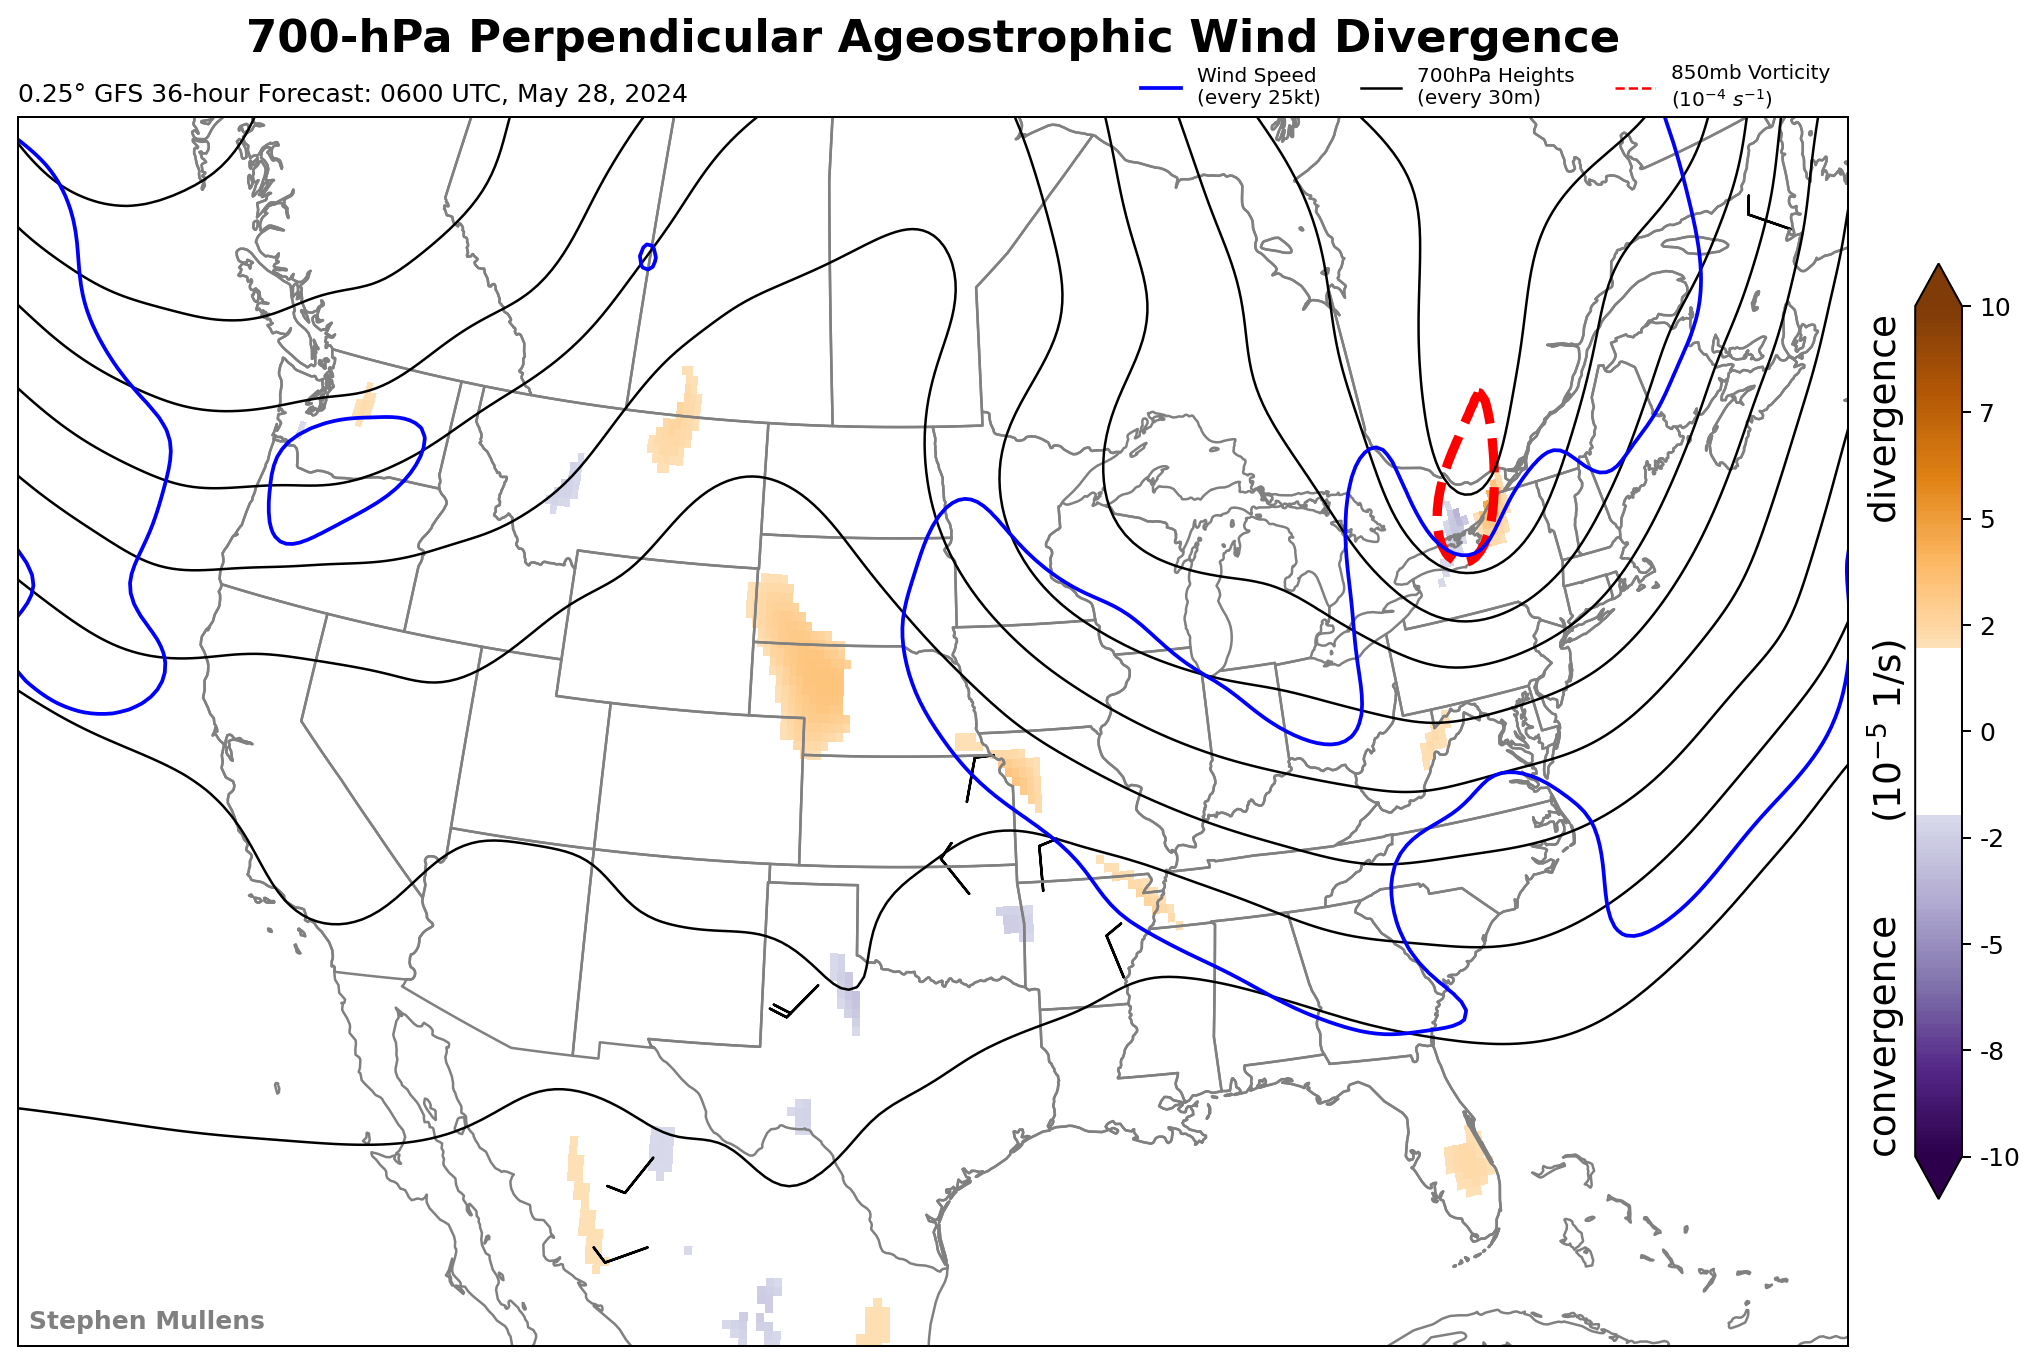 700-hPa Perpendicular Ageostrophic Wind Divergence
0.25° GFS 36-hour Forecast: 0600 UTC, May 28, 2024
Wind Speed
(every 25kt)
700hPa Heights
(every 30m)
850mb Vorticity
(10⁻⁴ s⁻¹)
10
7
5
2
0
-2
-5
-8
-10
convergence (10⁻⁵ 1/s) divergence
Stephen Mullens